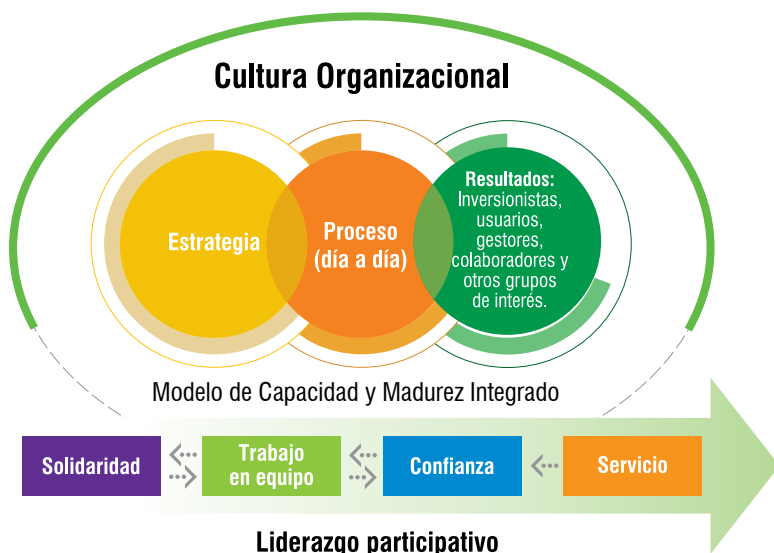 Cultura Organizacional
Estrategia
Proceso
(día a día)
Resultados:
Inversionistas,
usuarios,
gestores,
colaboradores y
otros grupos
de interés.
Modelo de Capacidad y Madurez Integrado
Solidaridad
Trabajo
en equipo
Confianza
Servicio
Liderazgo participativo